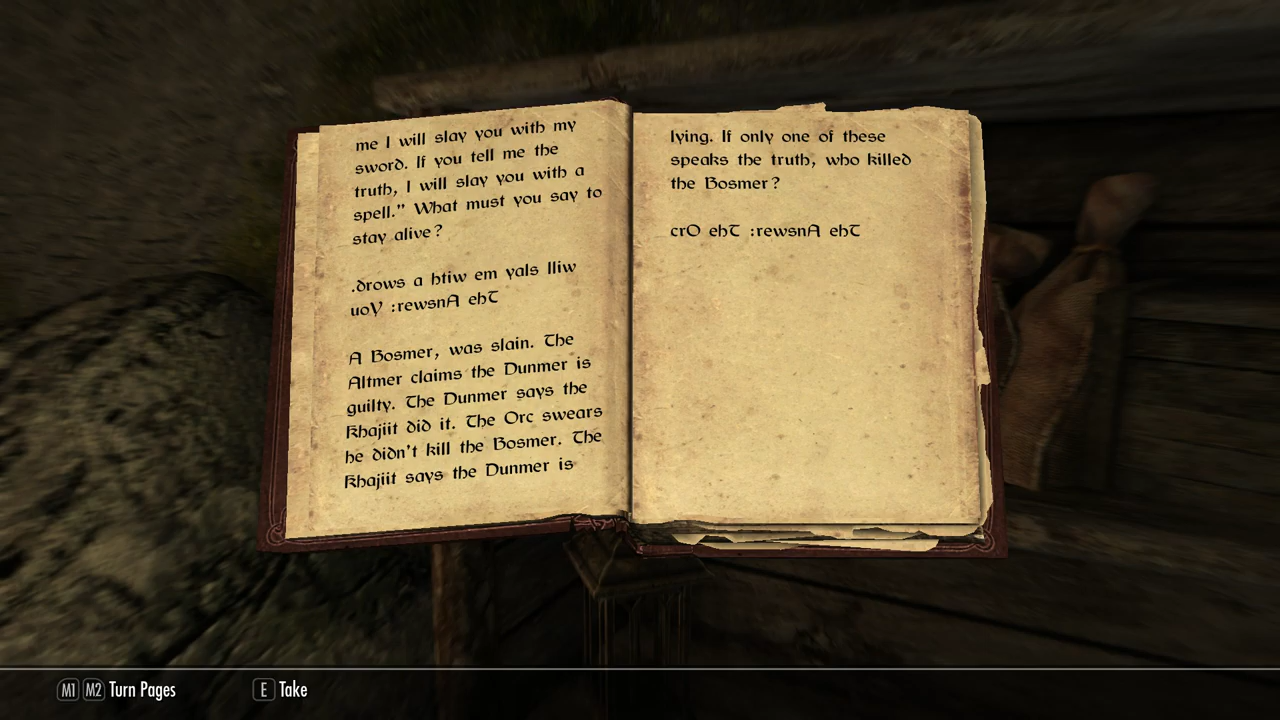 me I will slay you with my
sword. If you tell me the
truth, I will slay you with a
spell.” What must you say to
stay alive?
.drows a htiw em yals lliw
uoY :rewsnA ehT
A Bosmer, was slain. The
Altmer claims the Dunmer is
guilty. The Dunmer says the
Khajiit did it. The Orc swears
he didn't kill the Bosmer. The
Khajiit says the Dunmer is
lying. If only one of these
speaks the truth, who killed
the Bosmer?
crO ehT :rewsnA ehT
M1 M2 Turn Pages
E Take